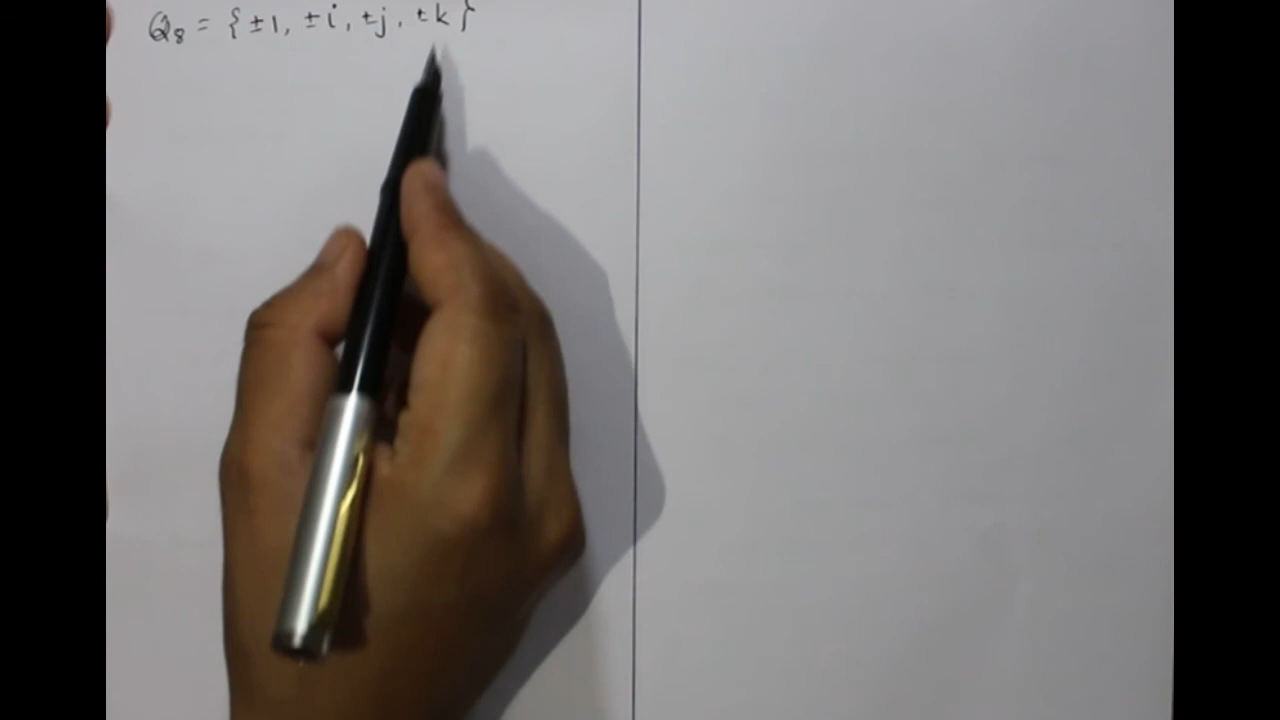 Q₈ = {±1, ±i, ±j, ±k}